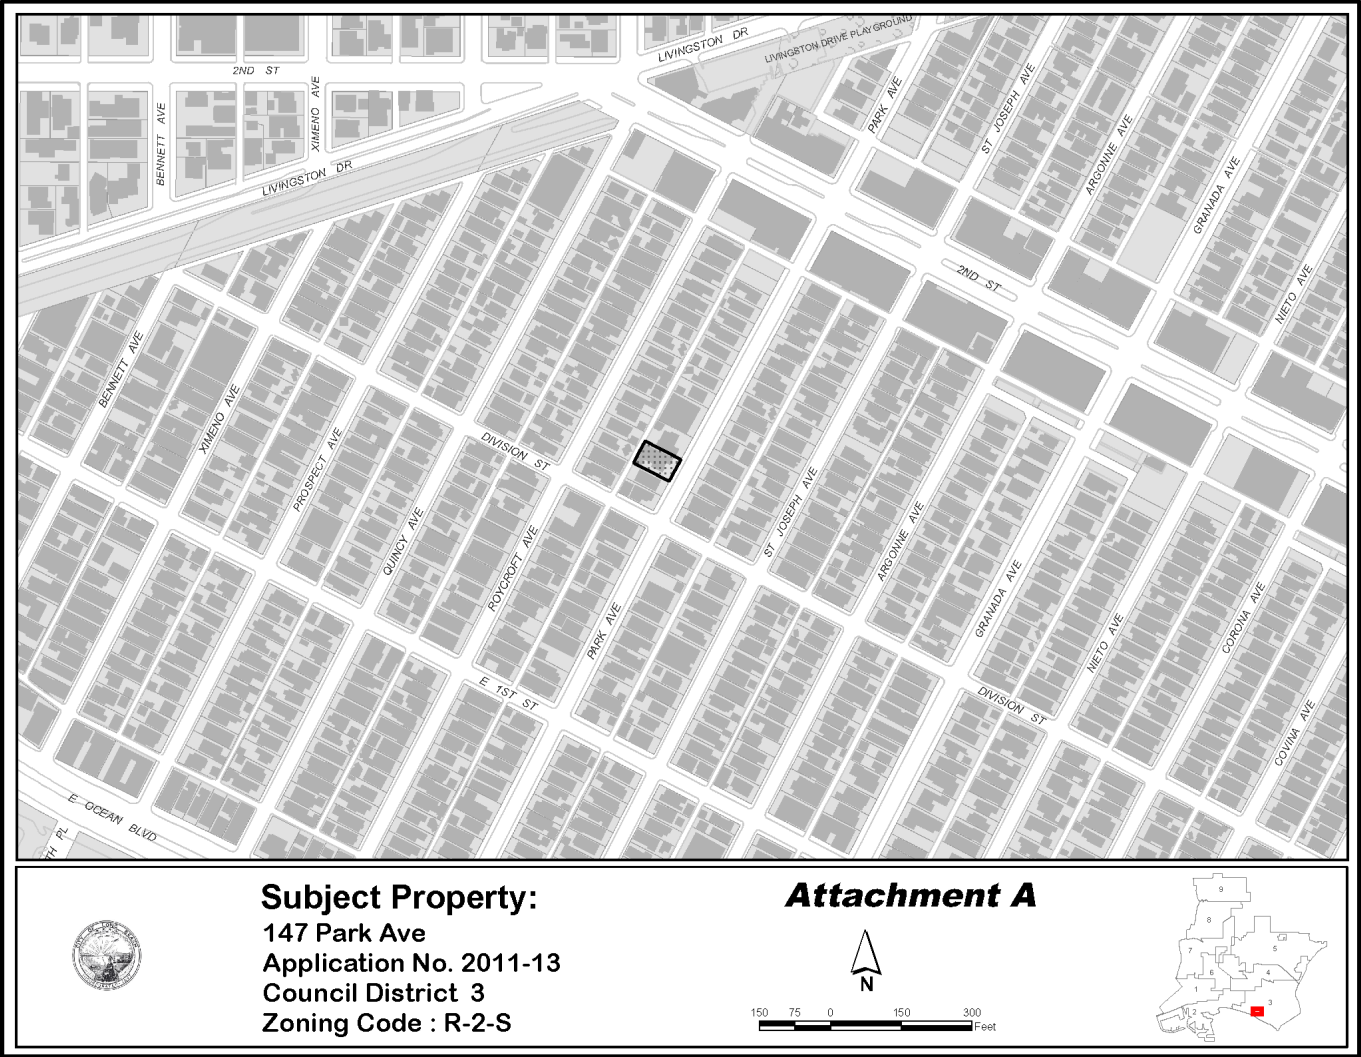 LIVINGSTON DR
LIVINGSTON DRIVE PLAYGROUND
2ND ST
BENNETT AVE
XIMENO AVE
LIVINGSTON DR
PARK AVE
ST JOSEPH AVE
ARGONNE AVE
GRANADA AVE
NIETO AVE
2ND ST
BENNETT AVE
XIMENO AVE
PROSPECT AVE
QUINCY AVE
DIVISION ST
ROYCROFT AVE
PARK AVE
ST JOSEPH AVE
ARGONNE AVE
GRANADA AVE
NIETO AVE
CORONA AVE
COVINA AVE
E 1ST ST
DIVISION ST
E OCEAN BLVD
TH PL
Subject Property:
147 Park Ave
Application No. 2011-13
Council District 3
Zoning Code : R-2-S
Attachment A
N
150 75 0 150 300
Feet
9
8
7
5
6
4
1
3
2